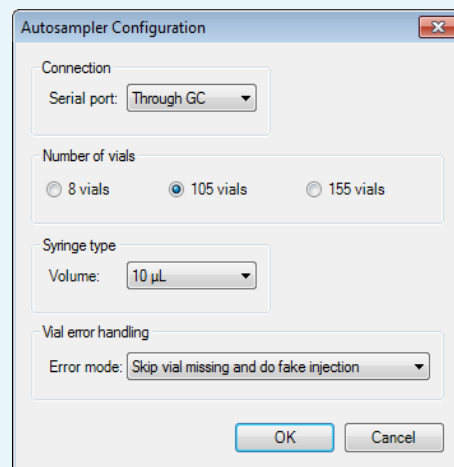 Autosampler Configuration
Connection
Serial port: Through GC
Number of vials
8 vials 105 vials 155 vials
Syringe type
Volume: 10 µL
Vial error handling
Error mode: Skip vial missing and do fake injection
OK Cancel